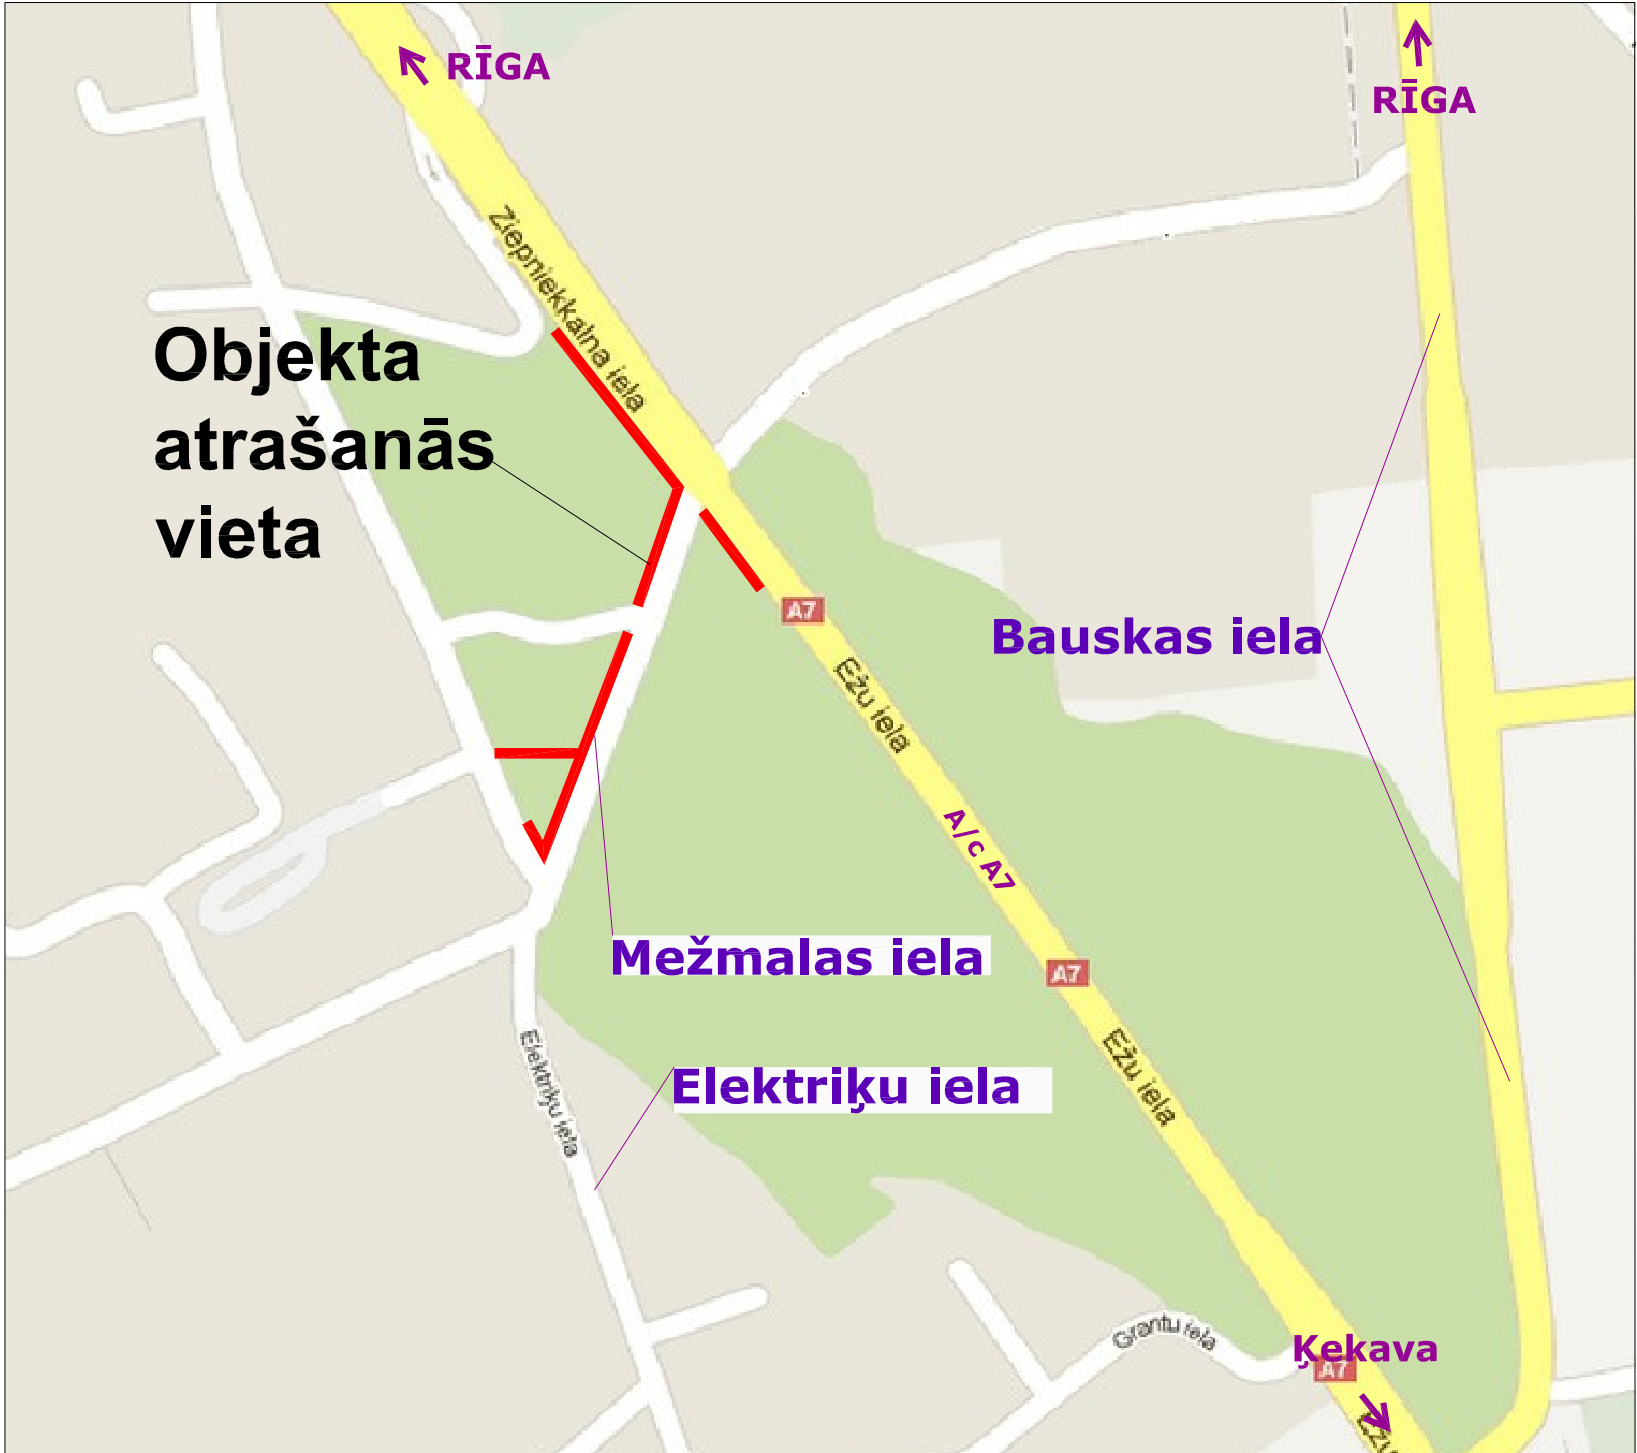 RĪGA
RĪGA
Ziepniekkalna iela
Objekta
atrašanās
vieta
A7
Bauskas iela
Ežu iela
A/c A7
Mežmalas iela
A7
Elektriķu iela
Ežu iela
Elektriķu iela
Grantu iela
Ķekava
A7
Ežu